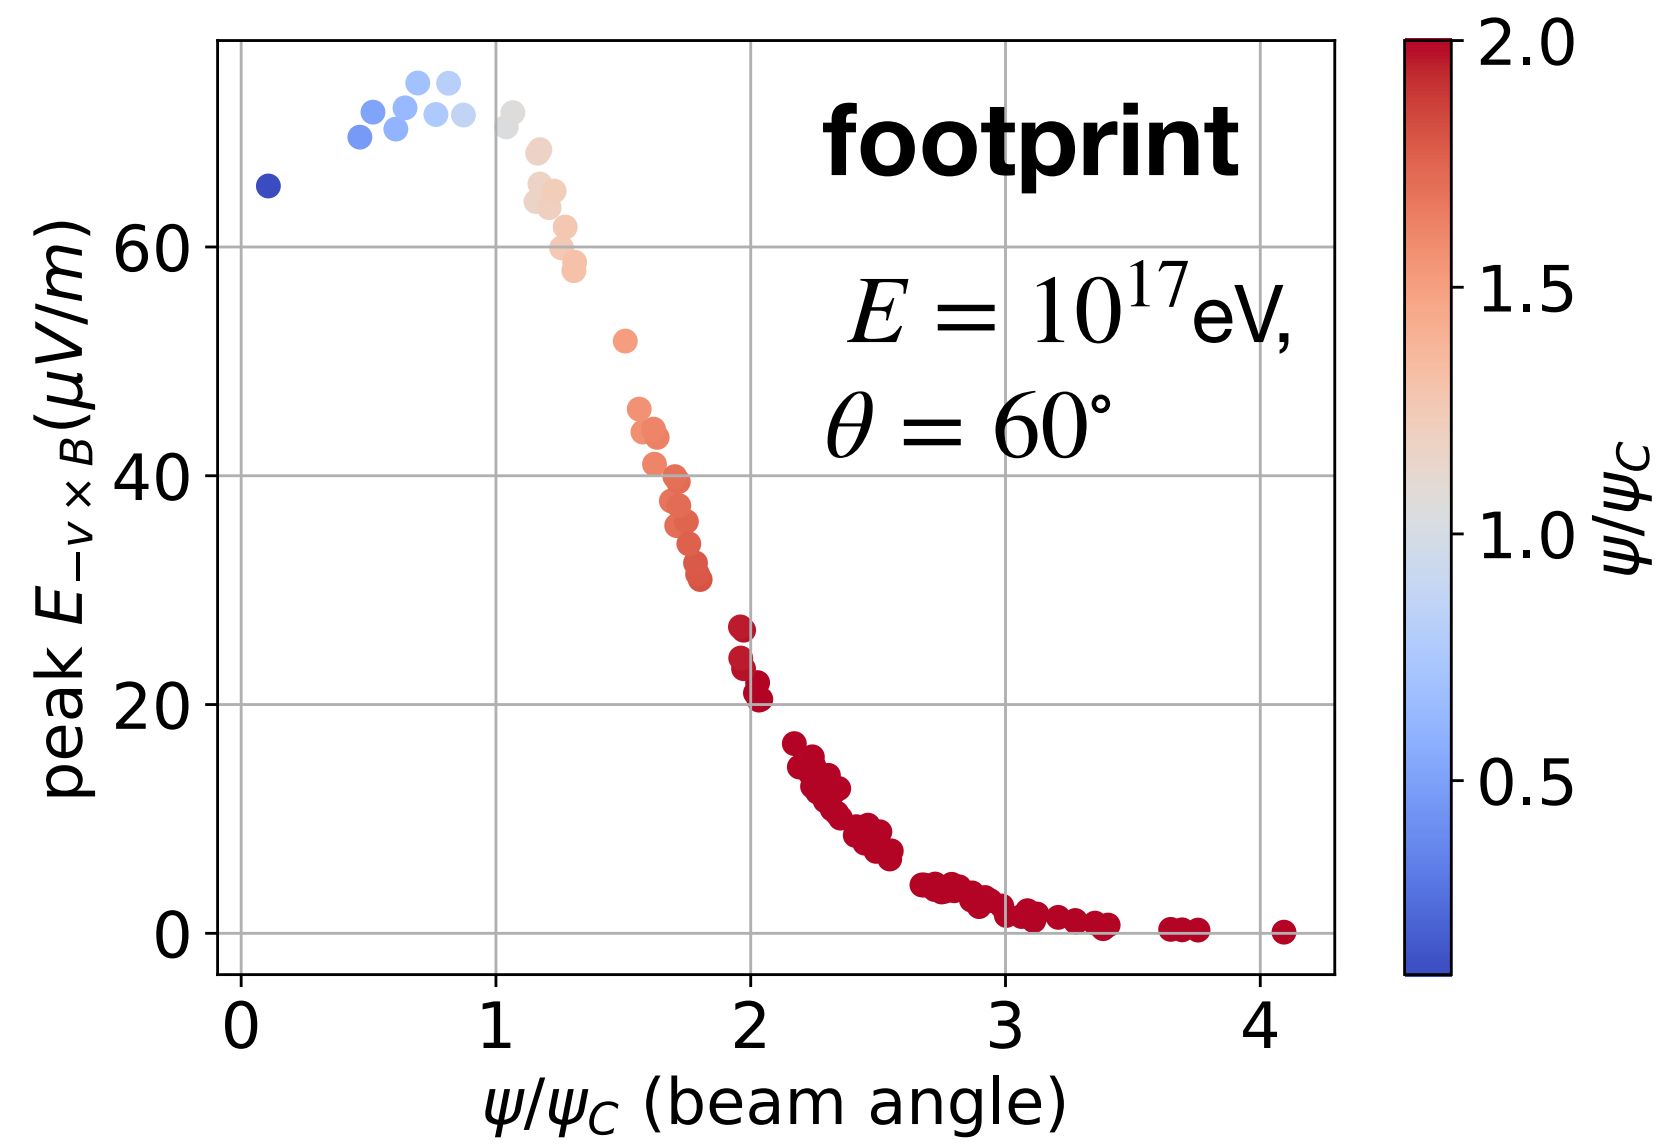 footprint
E = 10¹⁷eV,
θ = 60°
peak E₋ᵥ × B(μV/m)
60
40
20
0
0 1 2 3 4
ψ/ψC (beam angle)
2.0
1.5
1.0
0.5
ψ/ψC